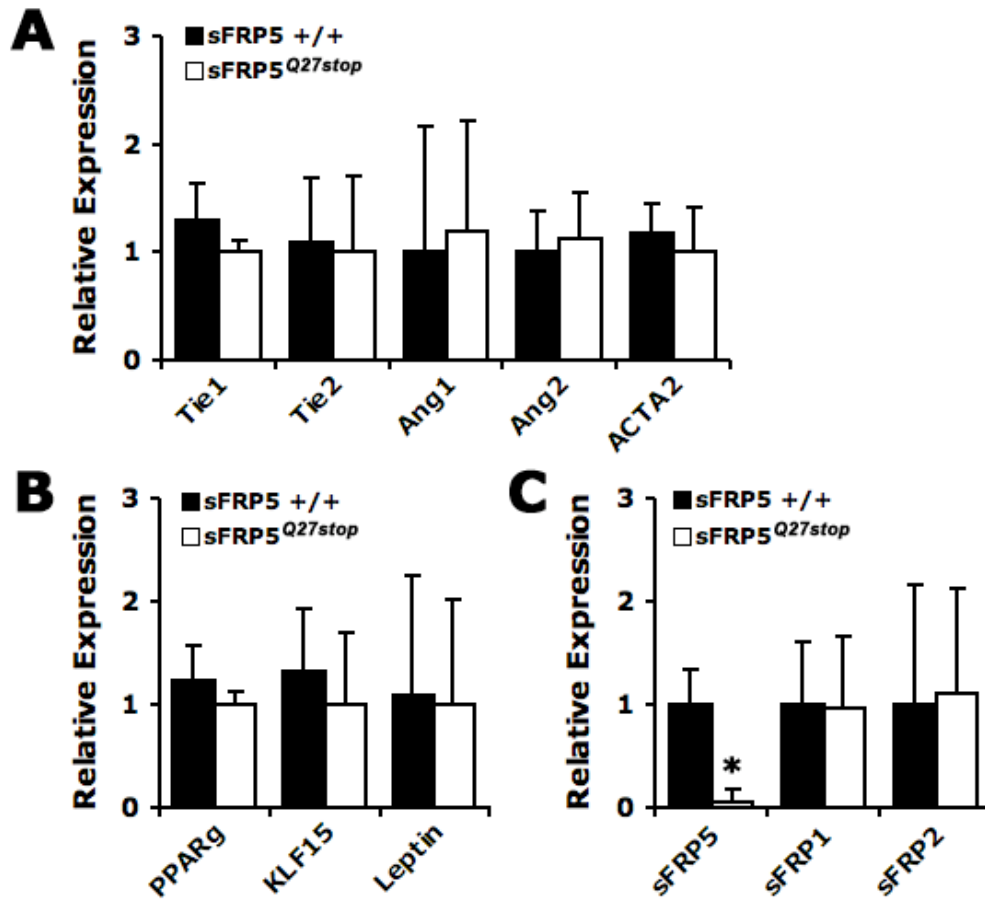 A
3
2
1
0
Relative Expression
sFRP5 +/+
sFRP5Q27stop
Tie1
Tie2
Ang1
Ang2
ACTA2
B
3
2
1
0
Relative Expression
sFRP5 +/+
sFRP5Q27stop
PPARg
KLF15
Leptin
C
3
2
1
0
Relative Expression
sFRP5 +/+
sFRP5Q27stop
*
sFRP5
sFRP1
sFRP2